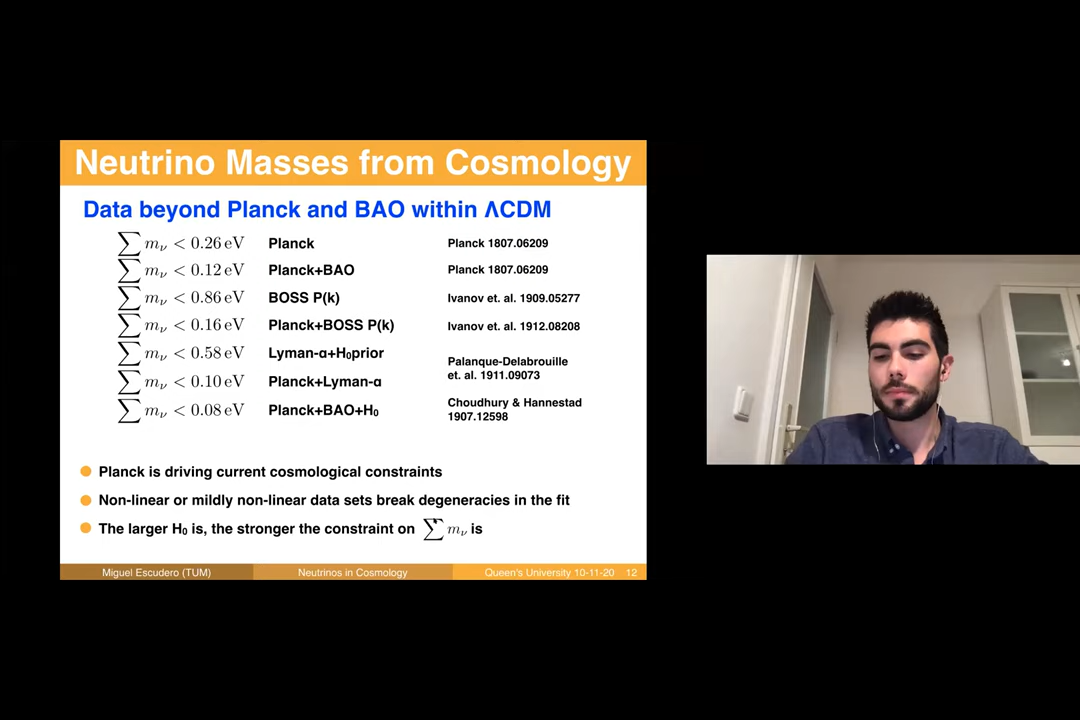 Neutrino Masses from Cosmology
Data beyond Planck and BAO within ΛCDM
∑ mν < 0.26 eV Planck Planck 1807.06209
∑ mν < 0.12 eV Planck+BAO Planck 1807.06209
∑ mν < 0.86 eV BOSS P(k) Ivanov et. al. 1909.05277
∑ mν < 0.16 eV Planck+BOSS P(k) Ivanov et. al. 1912.08208
∑ mν < 0.58 eV Lyman-α+H₀prior
Palanque-Delabrouille
et. al. 1911.09073
∑ mν < 0.10 eV Planck+Lyman-α
∑ mν < 0.08 eV Planck+BAO+H₀
Choudhury & Hannestad
1907.12598
Planck is driving current cosmological constraints
Non-linear or mildly non-linear data sets break degeneracies in the fit
The larger H₀ is, the stronger the constraint on ∑ mν is
Miguel Escudero (TUM) Neutrinos in Cosmology Queen's University 10-11-20 12